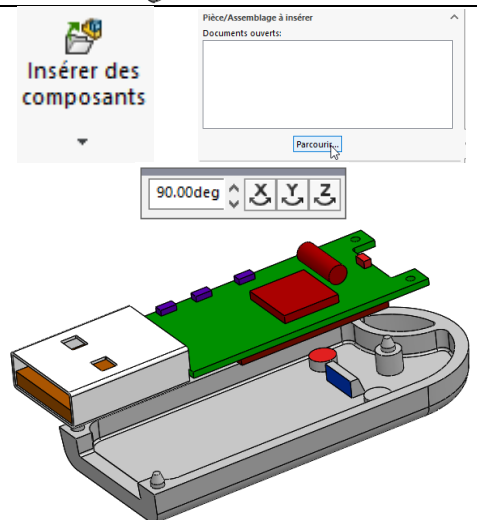 Insérer des
composants
Pièce/Assemblage à insérer
Documents ouverts:
Parcourir...
90.00deg X Y Z